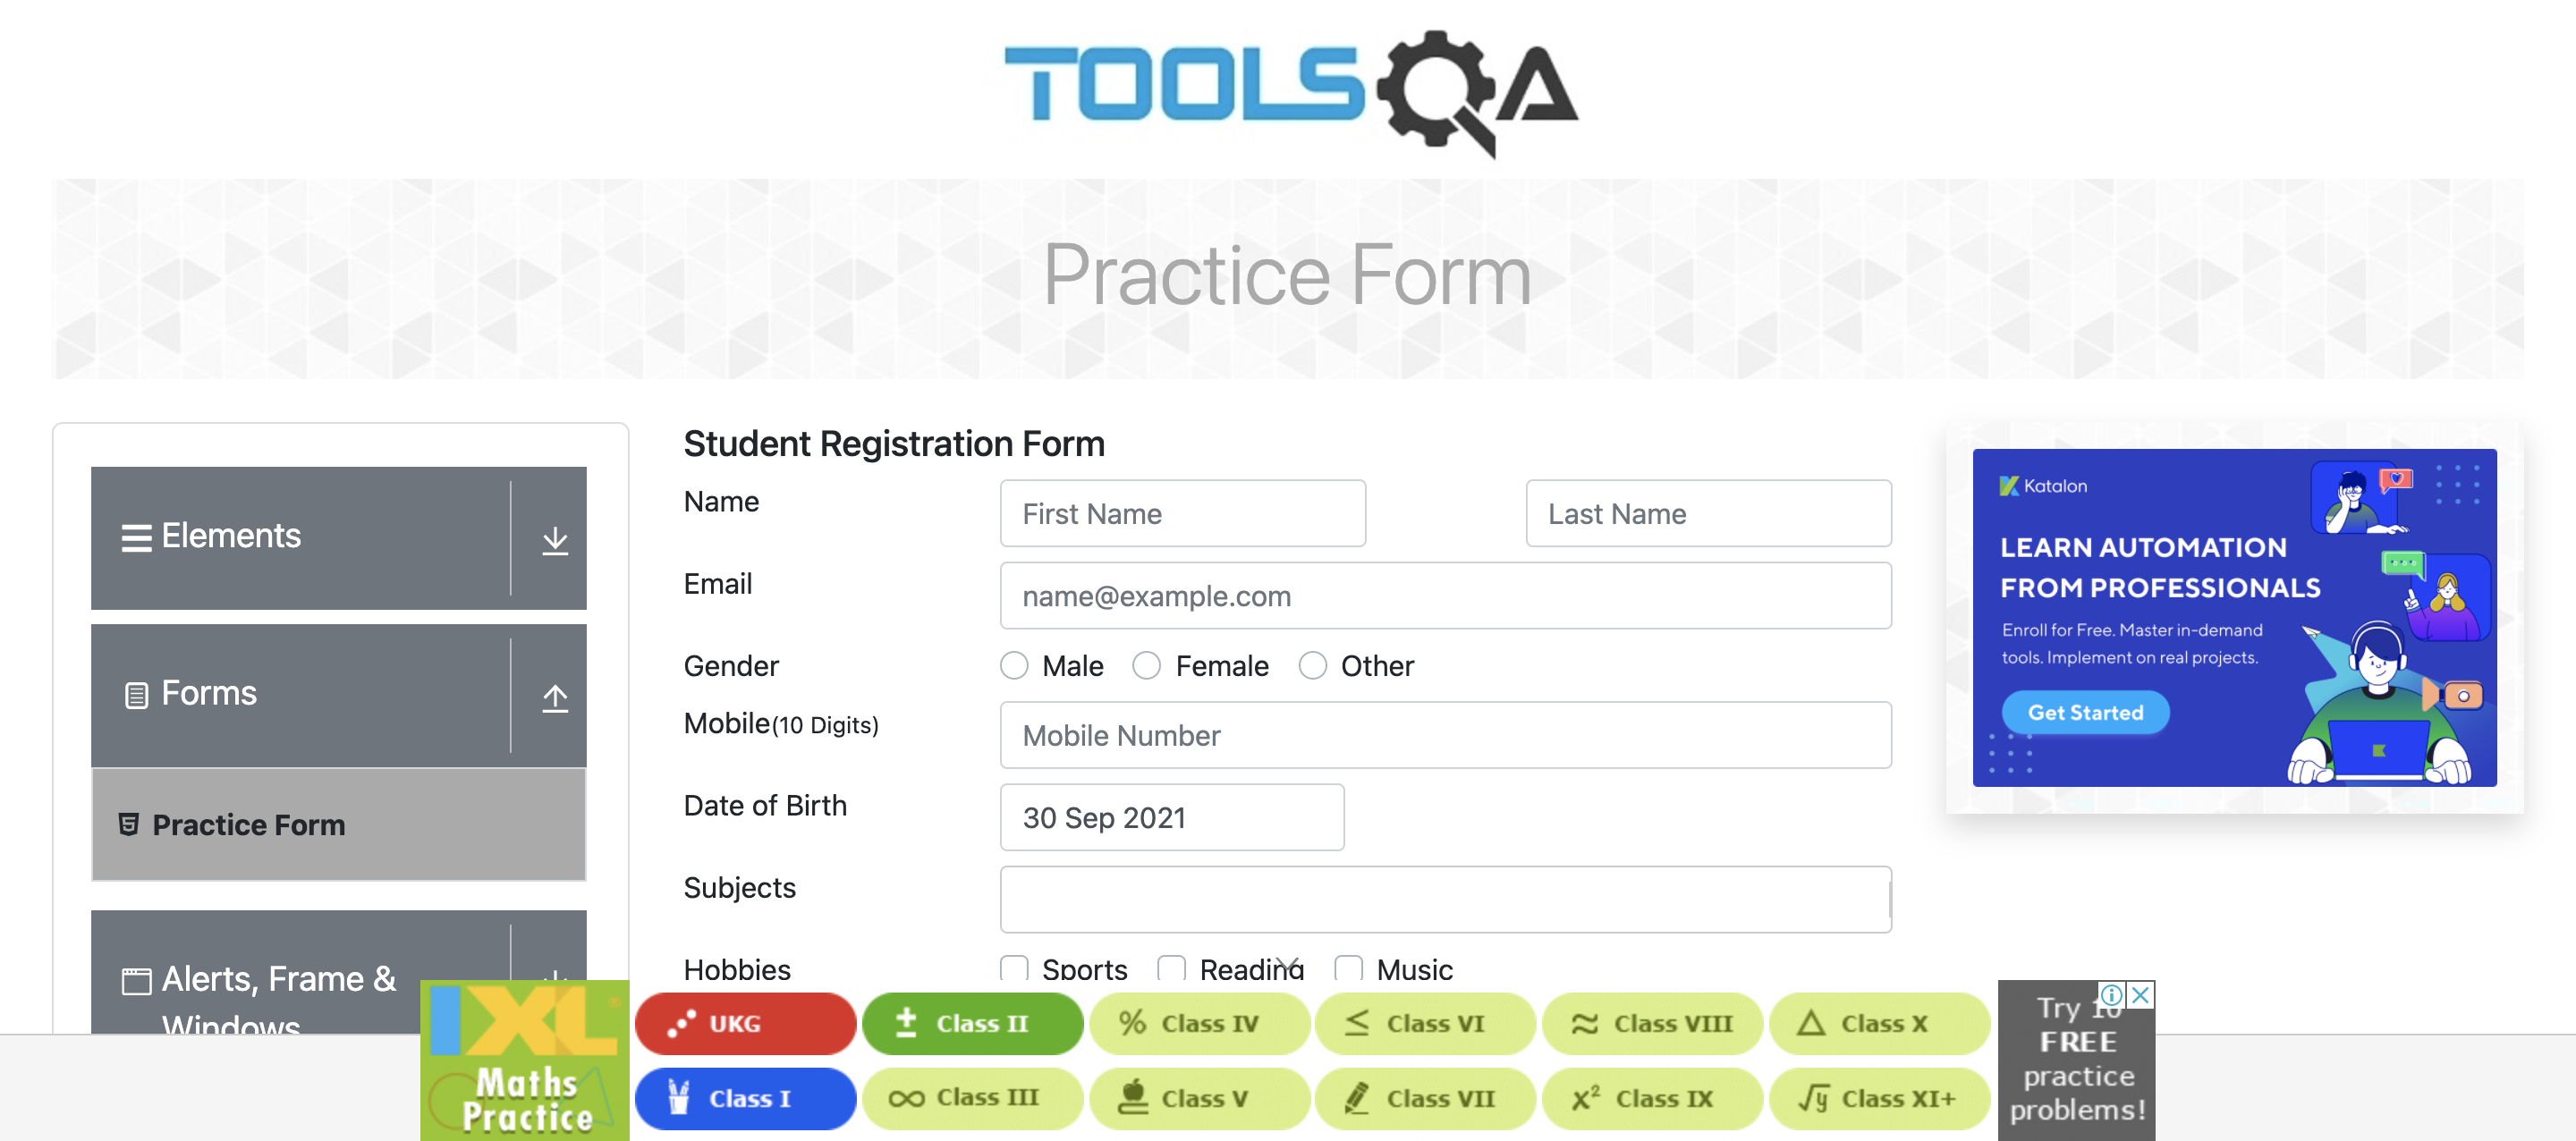 TOOLSQA
Practice Form
Elements
Forms
Practice Form
Alerts, Frame &
Windows
Student Registration Form
Name
First Name
Last Name
Email
name@example.com
Gender
Male
Female
Other
Mobile(10 Digits)
Mobile Number
Date of Birth
30 Sep 2021
Subjects
Hobbies
Sports
Reading
Music
Katalon
LEARN AUTOMATION
FROM PROFESSIONALS
Enroll for Free. Master in-demand
tools. Implement on real projects.
Get Started
IXL®
Maths
Practice
UKG
± Class II
% Class IV
≤ Class VI
≈ Class VIII
△ Class X
Class I
∞ Class III
Class V
Class VII
x² Class IX
√y Class XI+
Try 10
FREE
practice
problems!